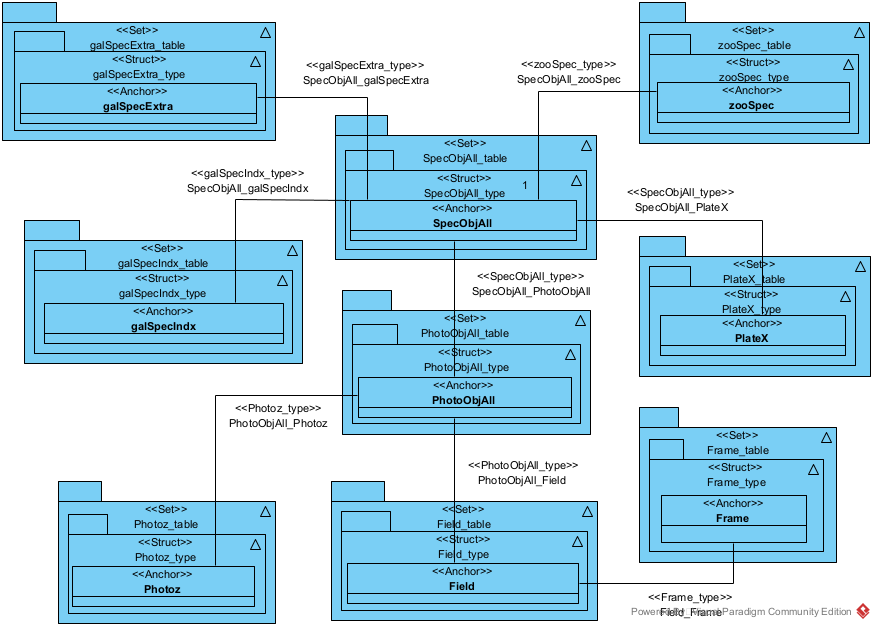 <<Set>>
galSpecExtra_table
<<Struct>>
galSpecExtra_type
<<Anchor>>
galSpecExtra
<<galSpecExtra_type>>
SpecObjAll_galSpecExtra
<<zooSpec_type>>
SpecObjAll_zooSpec
<<Set>>
zooSpec_table
<<Struct>>
zooSpec_type
<<Anchor>>
zooSpec
<<Set>>
SpecObjAll_table
<<Struct>>
SpecObjAll_type
1
<<Anchor>>
SpecObjAll
<<galSpecIndx_type>>
SpecObjAll_galSpecIndx
<<SpecObjAll_type>>
SpecObjAll_PlateX
<<Set>>
galSpecIndx_table
<<Struct>>
galSpecIndx_type
<<Anchor>>
galSpecIndx
<<SpecObjAll_type>>
SpecObjAll_PhotoObjAll
<<Set>>
PlateX_table
<<Struct>>
PlateX_type
<<Anchor>>
PlateX
<<Set>>
PhotoObjAll_table
<<Struct>>
PhotoObjAll_type
<<Anchor>>
PhotoObjAll
<<Photoz_type>>
PhotoObjAll_Photoz
<<PhotoObjAll_type>>
PhotoObjAll_Field
<<Set>>
Frame_table
<<Struct>>
Frame_type
<<Anchor>>
Frame
<<Set>>
Photoz_table
<<Struct>>
Photoz_type
<<Anchor>>
Photoz
<<Set>>
Field_table
<<Struct>>
Field_type
<<Anchor>>
Field
<<Frame_type>>
Field_Frame
Powered By Visual Paradigm Community Edition